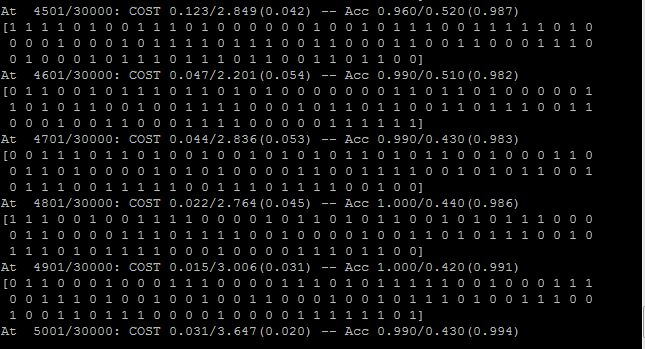 At  4501/30000: COST 0.123/2.849(0.042) -- Acc 0.960/0.520(0.987)
[1 1 1 1 0 0 1 1 1 0 1 0 0 0 0 0 0 1 0 0 1 0 1 1 1 0 0 1 1 1 1 1 0 1 0
0 0 0 1 0 0 1 0 0 0 1 0 1 1 1 0 1 1 1 0 0 0 0 1 1 0 0 1 1 0 0 0 1 1 1 0
0 1 0 0 0 1 0 1 1 1 0 1 1 1 0 1 1 0 0 1 0 1 1 0 0]
At  4601/30000: COST 0.047/2.201(0.054) -- Acc 0.990/0.510(0.982)
[0 1 1 0 1 1 1 0 0 1 1 0 1 0 1 0 0 0 0 0 0 0 1 1 0 1 1 0 1 0 0 0 0 0 1
1 0 1 0 1 1 0 1 1 1 0 1 0 0 1 0 0 0 1 1 0 1 1 0 0 1 1 0 1 1 1 0 0 1 1
0 0 0 1 0 0 1 1 0 0 0 1 1 1 0 0 0 0 1 1 1 1 1 1]
At  4701/30000: COST 0.044/2.836(0.053) -- Acc 0.990/0.430(0.983)
[0 0 1 1 1 0 1 1 0 1 0 0 1 0 0 1 0 1 0 1 0 1 1 0 1 0 1 1 0 0 1 0 0 0 1 1 0
0 1 1 0 1 0 1 1 1 0 1 0 0 0 1 0 1 0 1 0 1 1 1 1 0 0 1 0 1 0 1 1 0 0 1
0 1 1 1 0 0 1 1 1 1 0 0 1 1 0 1 1 1 1 0 0 1 0 0]
At  4801/30000: COST 0.022/2.764(0.045) -- Acc 1.000/0.440(0.986)
[1 1 1 0 0 1 0 0 1 1 1 1 0 0 0 0 1 0 1 1 0 1 0 1 1 0 0 1 0 1 0 1 1 1 0 0 0
0 1 1 0 0 0 1 1 1 1 0 1 1 1 1 0 0 0 0 1 0 0 1 1 0 1 0 1 1 1 0 0 1 0
1 1 1 0 1 0 1 1 1 1 0 0 0 1 0 0 0 0 1 1 1 0 1 1 0 0]
At  4901/30000: COST 0.015/3.006(0.031) -- Acc 1.000/0.420(0.991)
[0 1 1 0 0 0 1 0 0 0 1 1 1 0 0 1 0 0 1 0 1 1 0 1 1 1 1 1 0 0 1 0 0 0 1 1 1
0 0 1 1 1 0 1 1 0 0 0 1 0 0 1 1 0 0 0 1 0 1 0 1 1 0 1 0 0 1 1 1 0 0
1 0 0 1 1 0 0 0 1 1 1 1 0 1 0 0 0 0 1 1 1 1 1 0 1]
At  5001/30000: COST 0.031/3.647(0.020) -- Acc 0.990/0.430(0.994)